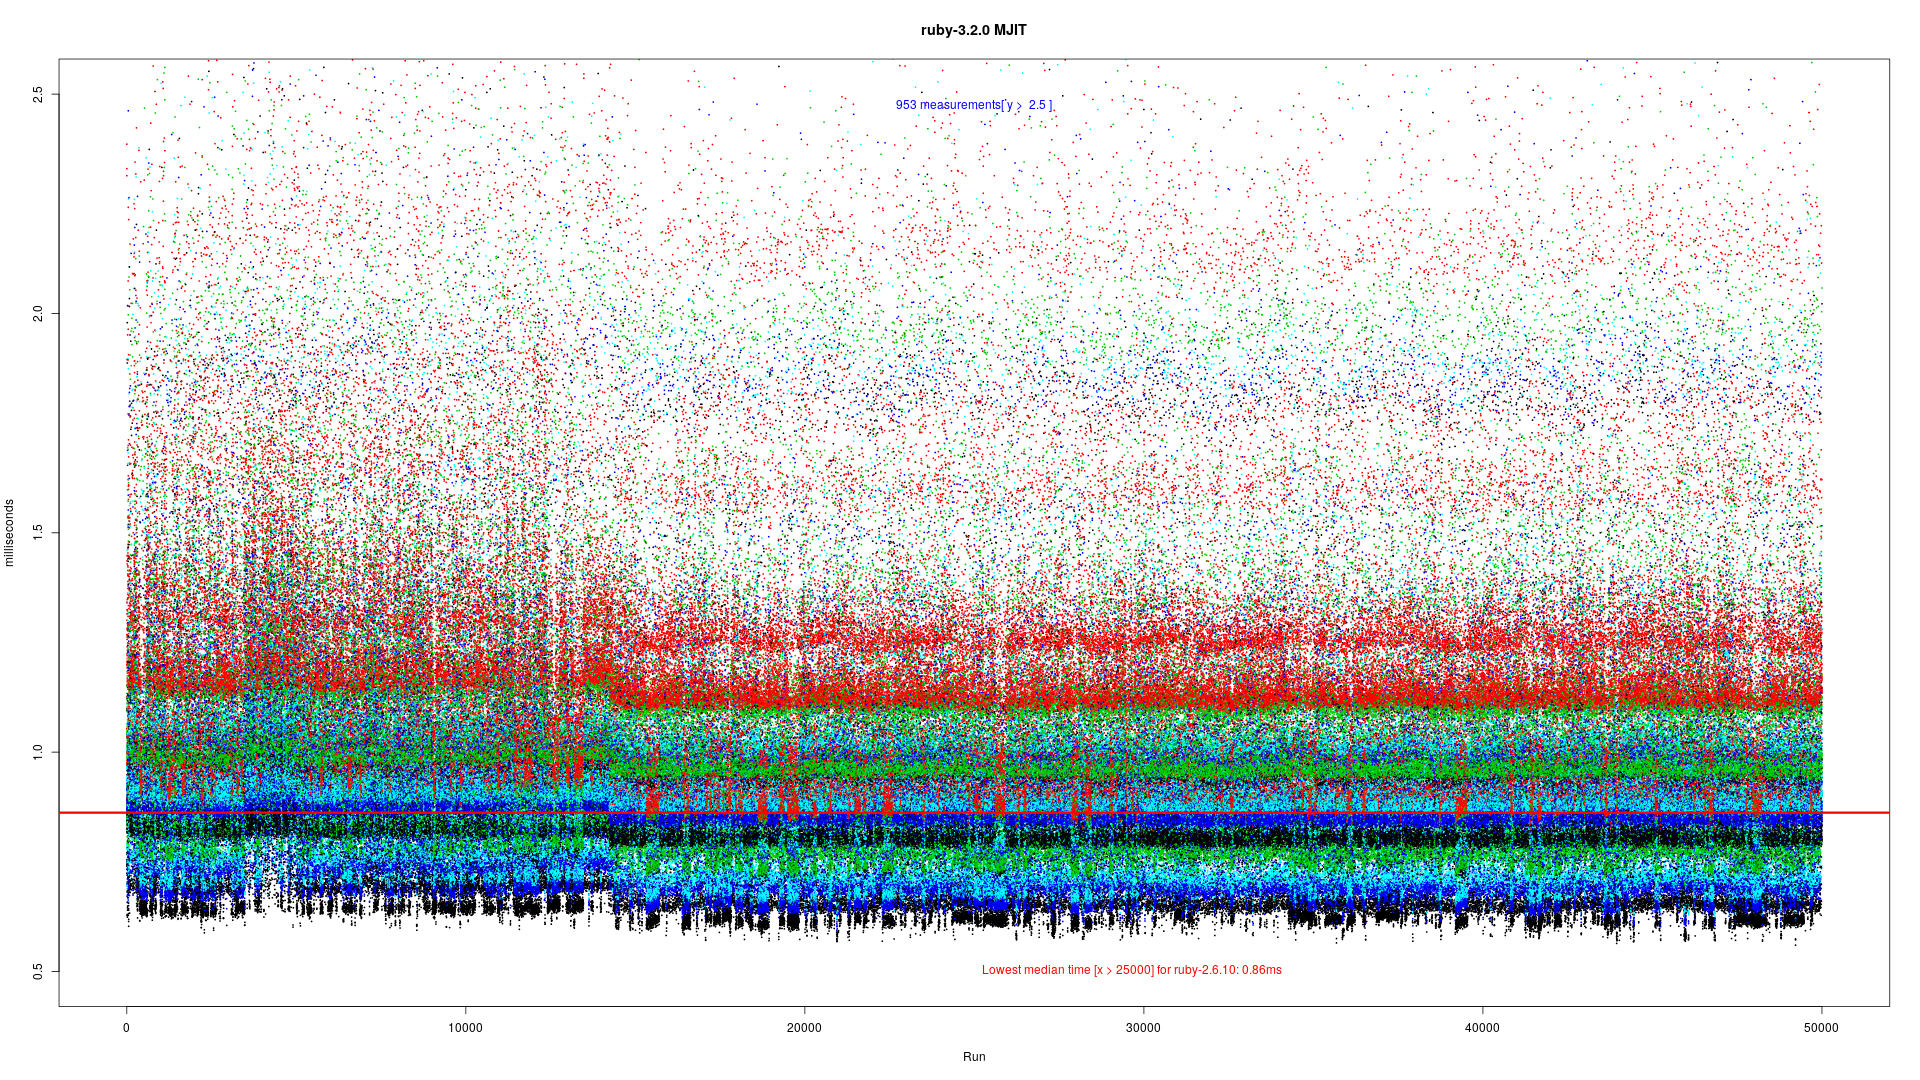 ruby-3.2.0 MJIT
953 measurements[ y > 2.5 ]
2.5
2.0
1.5
1.0
0.5
milliseconds
Lowest median time [x > 25000] for ruby-2.6.10: 0.86ms
0 10000 20000 30000 40000 50000
Run